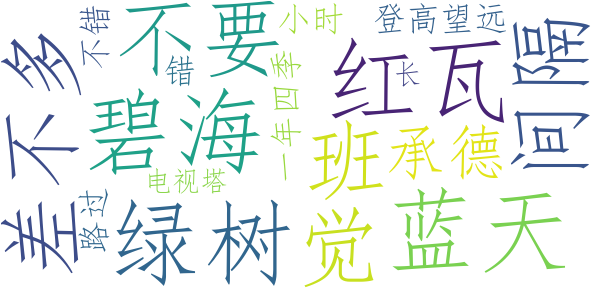 不错
不要
小时
登高望远
差不多
错
一年四季
红瓦
长
间隔
碧海
班
承德
电视塔
路过
绿树
觉
蓝天